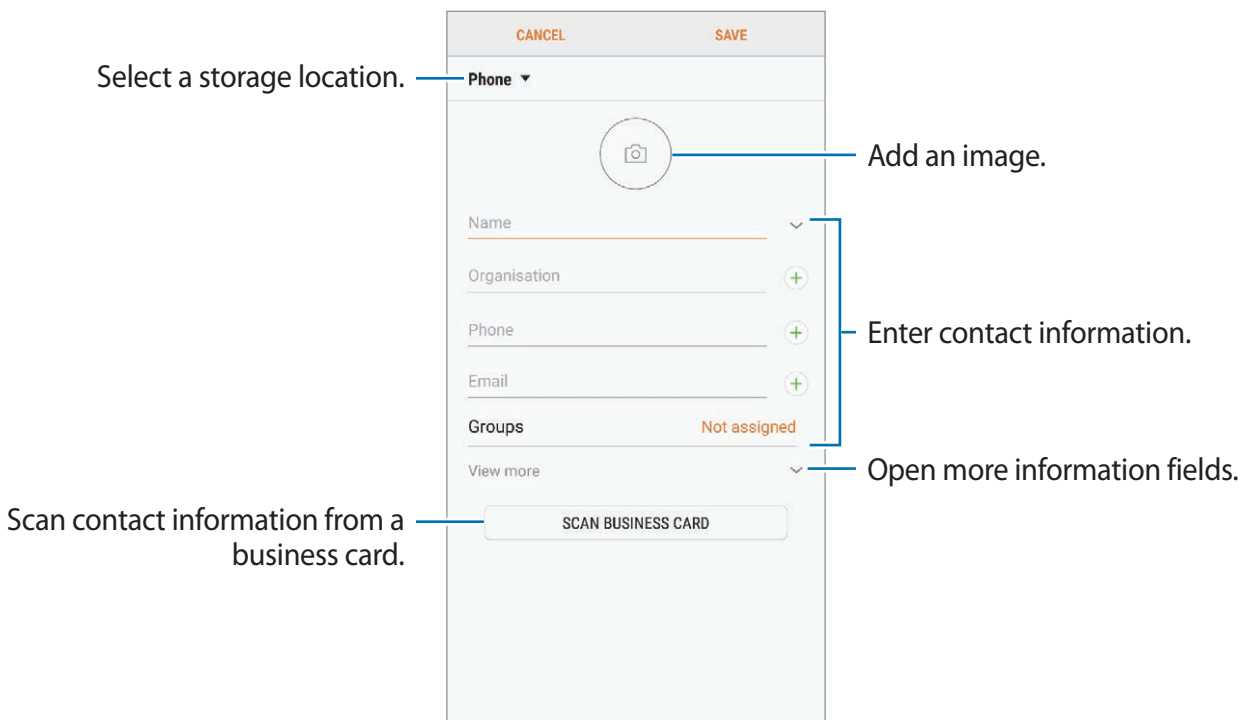 CANCEL SAVE
Select a storage location.
Phone
Add an image.
Name
Organisation
Phone
Enter contact information.
Email
Groups Not assigned
View more
Open more information fields.
Scan contact information from a
business card.
SCAN BUSINESS CARD